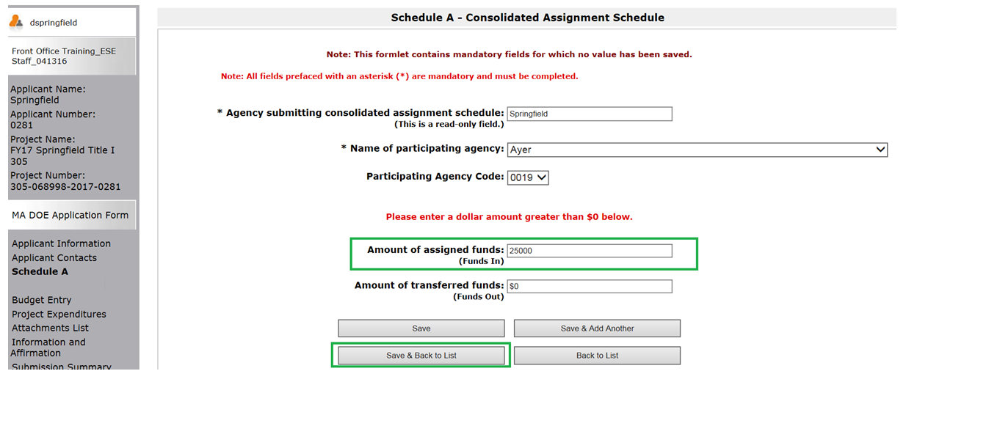 dspringfield
Front Office Training_ESE
Staff_041316
Applicant Name:
Springfield
Applicant Number:
0281
Project Name:
FY17 Springfield Title I
305
Project Number:
305-068998-2017-0281
MA DOE Application Form
Applicant Information
Applicant Contacts
Schedule A
Budget Entry
Project Expenditures
Attachments List
Information and
Affirmation
Submission Summary
Schedule A - Consolidated Assignment Schedule
Note: This formlet contains mandatory fields for which no value has been saved.
Note: All fields prefaced with an asterisk (*) are mandatory and must be completed.
* Agency submitting consolidated assignment schedule: Springfield
(This is a read-only field.)
* Name of participating agency: Ayer
Participating Agency Code: 0019
Please enter a dollar amount greater than $0 below.
Amount of assigned funds: 25000
(Funds In)
Amount of transferred funds: $0
(Funds Out)
Save Save & Add Another
Save & Back to List Back to List